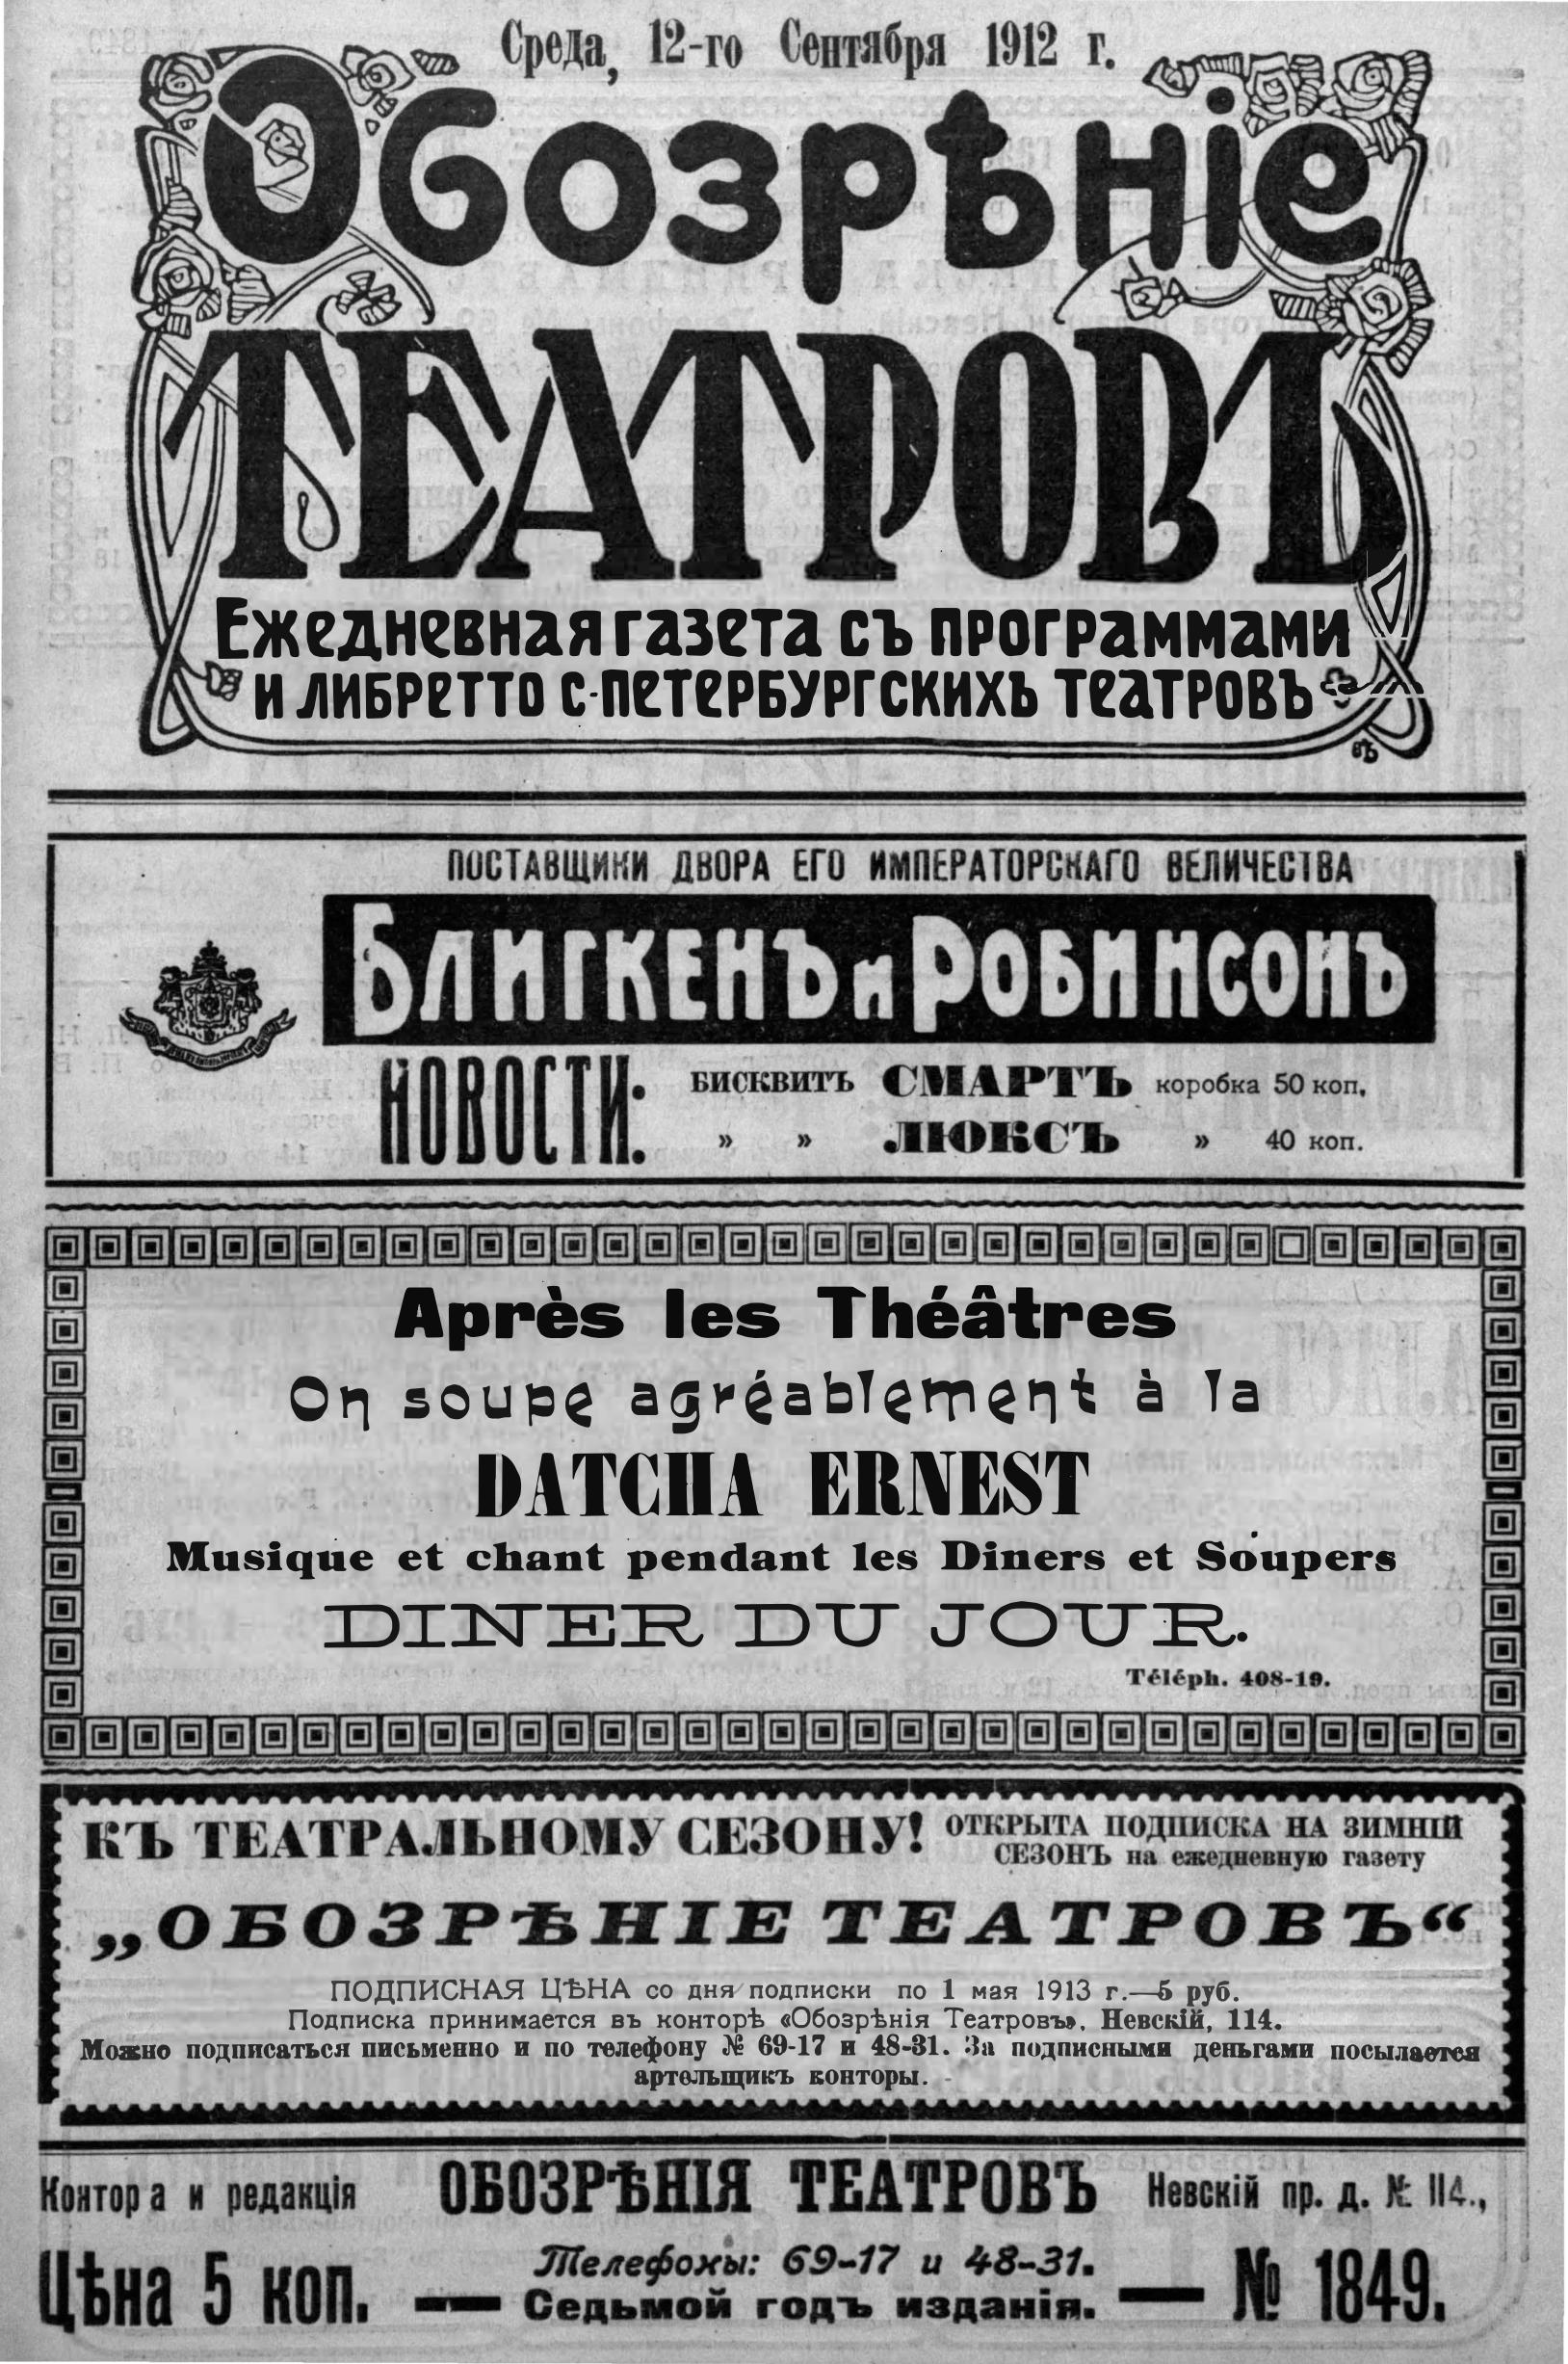 Среда, 12-го Сентября 1912 г.
Обозрѣніе
ТЕАТРОВЪ
Ежедневная газета съ программами
и либретто С-Петербургскихъ театровъ
ПОСТАВЩИКИ ДВОРА ЕГО ИМПЕРАТОРСКАГО ВЕЛИЧЕСТВА
БЛИГКЕНЪ и РОБИНСОНЪ
НОВОСТИ: БИСКВИТЪ СМАРТЪ коробка 50 коп.
» » ЛЮКСЪ » 40 коп.
Après les Théâtres
On soupe agréablement à la
DATCHA ERNEST
Musique et chant pendant les Diners et Soupers
DINER DU JOUR.
Téléph. 408-19.
КЪ ТЕАТРАЛЬНОМУ СЕЗОНУ! ОТКРЫТА ПОДПИСКА НА ЗИМНІЙ
СЕЗОНЪ на ежедневную газету
„ОБОЗРѢНІЕ ТЕАТРОВЪ“
ПОДПИСНАЯ ЦѢНА со дня подписки по 1 мая 1913 г.—5 руб.
Подписка принимается въ конторѣ «Обозрѣнія Театровъ», Невскій, 114.
Можно подписаться письменно и по телефону № 69-17 и 48-31. За подписными деньгами посылается
артельщикъ конторы.
Контора и редакція ОБОЗРѢНІЯ ТЕАТРОВЪ Невскій пр. д. № 114.,
Цѣна 5 коп. — Телефоны: 69-17 и 48-31.
Седьмой годъ изданія. — № 1849.